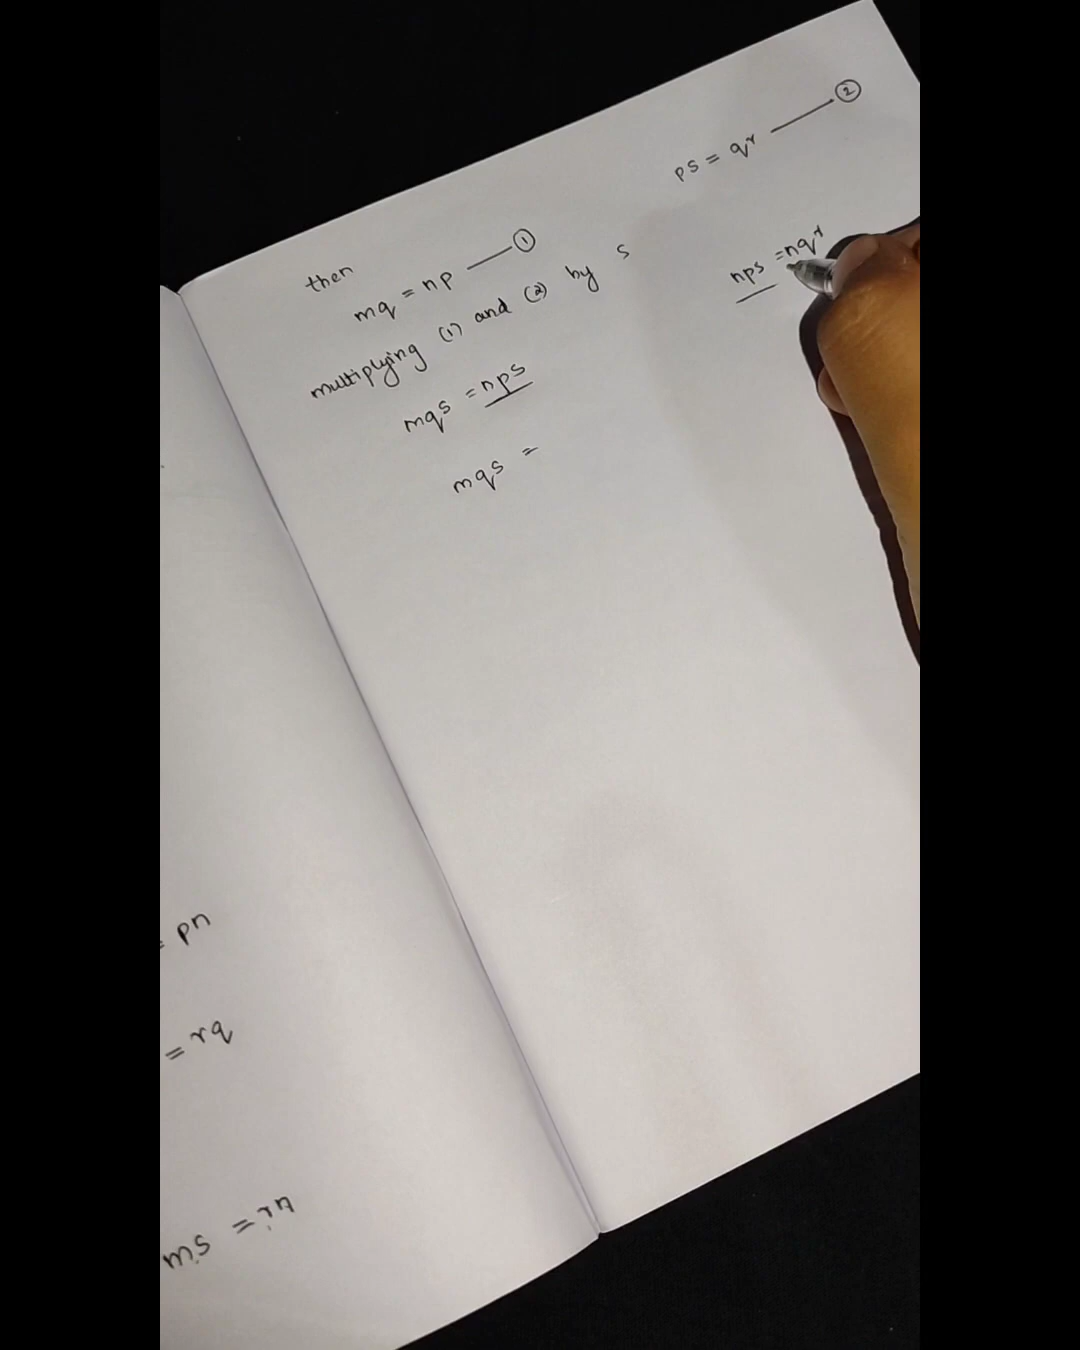 then
mq = np —— ①
ps = qr —— ②
multiplying (1) and (2) by s
mqs = nps
nps = nqr
mqs =
= pn
= rq
ms = rn